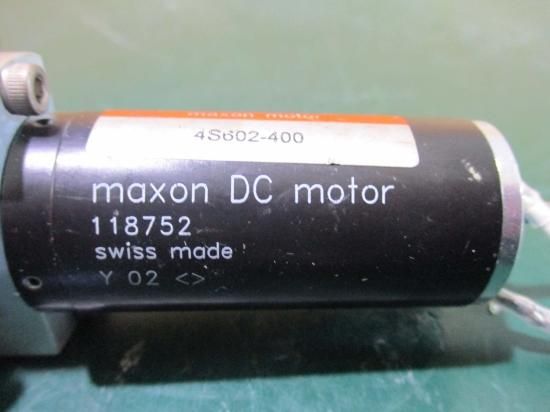 maxon motor
4S602-400
maxon DC motor
118752
swiss made
Y 02 <>